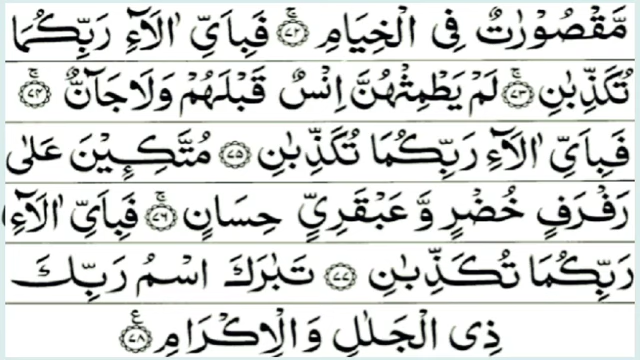 مَّقْصُوْرٰتٌ فِى الْخِيَامِ ۚ﴿۷۲﴾ فَبِاَىِّ اٰلَآءِ رَبِّكُمَا
تُكَذِّبٰنِ ۚ﴿۷۳﴾ لَمْ يَطْمِثْهُنَّ اِنْسٌ قَبْلَهُمْ وَلَا جَآنٌّ ۚ﴿۷۴﴾
فَبِاَىِّ اٰلَآءِ رَبِّكُمَا تُكَذِّبٰنِ ﴿۷۵﴾ مُتَّكِـِٕيْنَ عَلٰى
رَفْرَفٍ خُضْرٍ وَّ عَبْقَرِىٍّ حِسَانٍ ۚ﴿۷۶﴾ فَبِاَىِّ اٰلَآءِ
رَبِّكُمَا تُكَذِّبٰنِ ﴿۷۷﴾ تَبٰرَكَ اسْمُ رَبِّكَ
ذِى الْجَلٰلِ وَ الْاِكْرَامِ ﴿۷۸﴾ ع